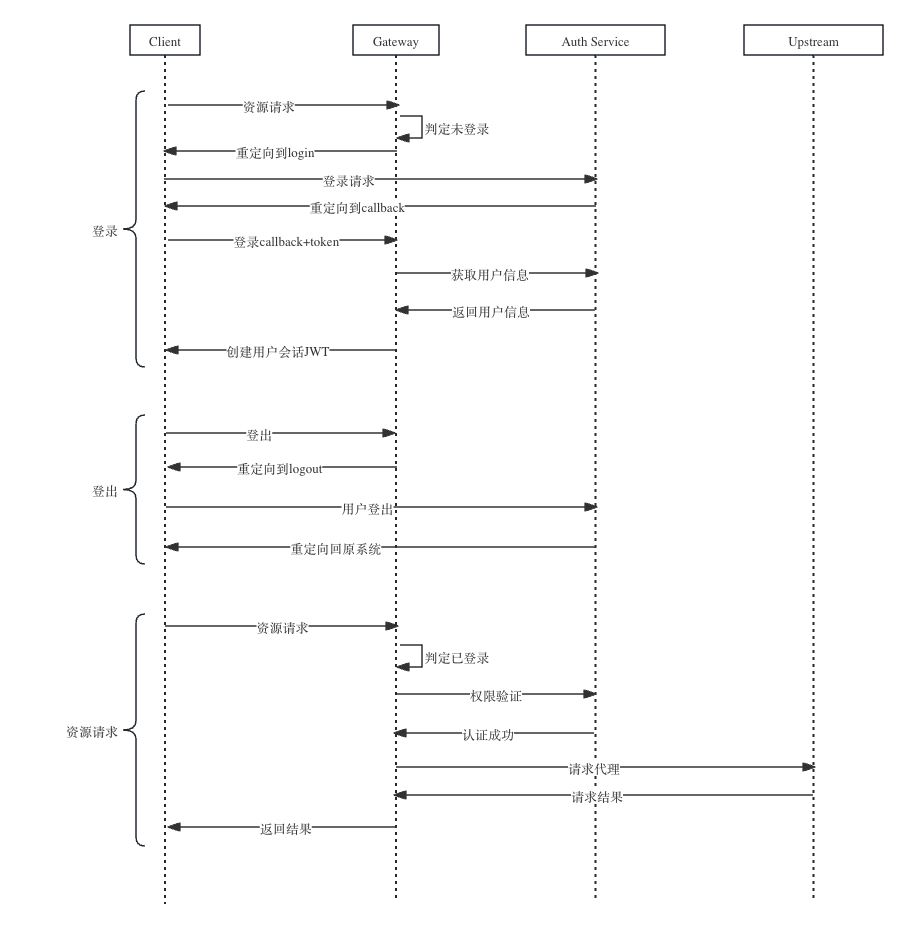 Client
Gateway
Auth Service
Upstream
资源请求
判定未登录
重定向到login
登录请求
重定向到callback
登录
登录callback+token
获取用户信息
返回用户信息
创建用户会话JWT
登出
重定向到logout
登出
用户登出
重定向回原系统
资源请求
判定已登录
权限验证
资源请求
认证成功
请求代理
请求结果
返回结果